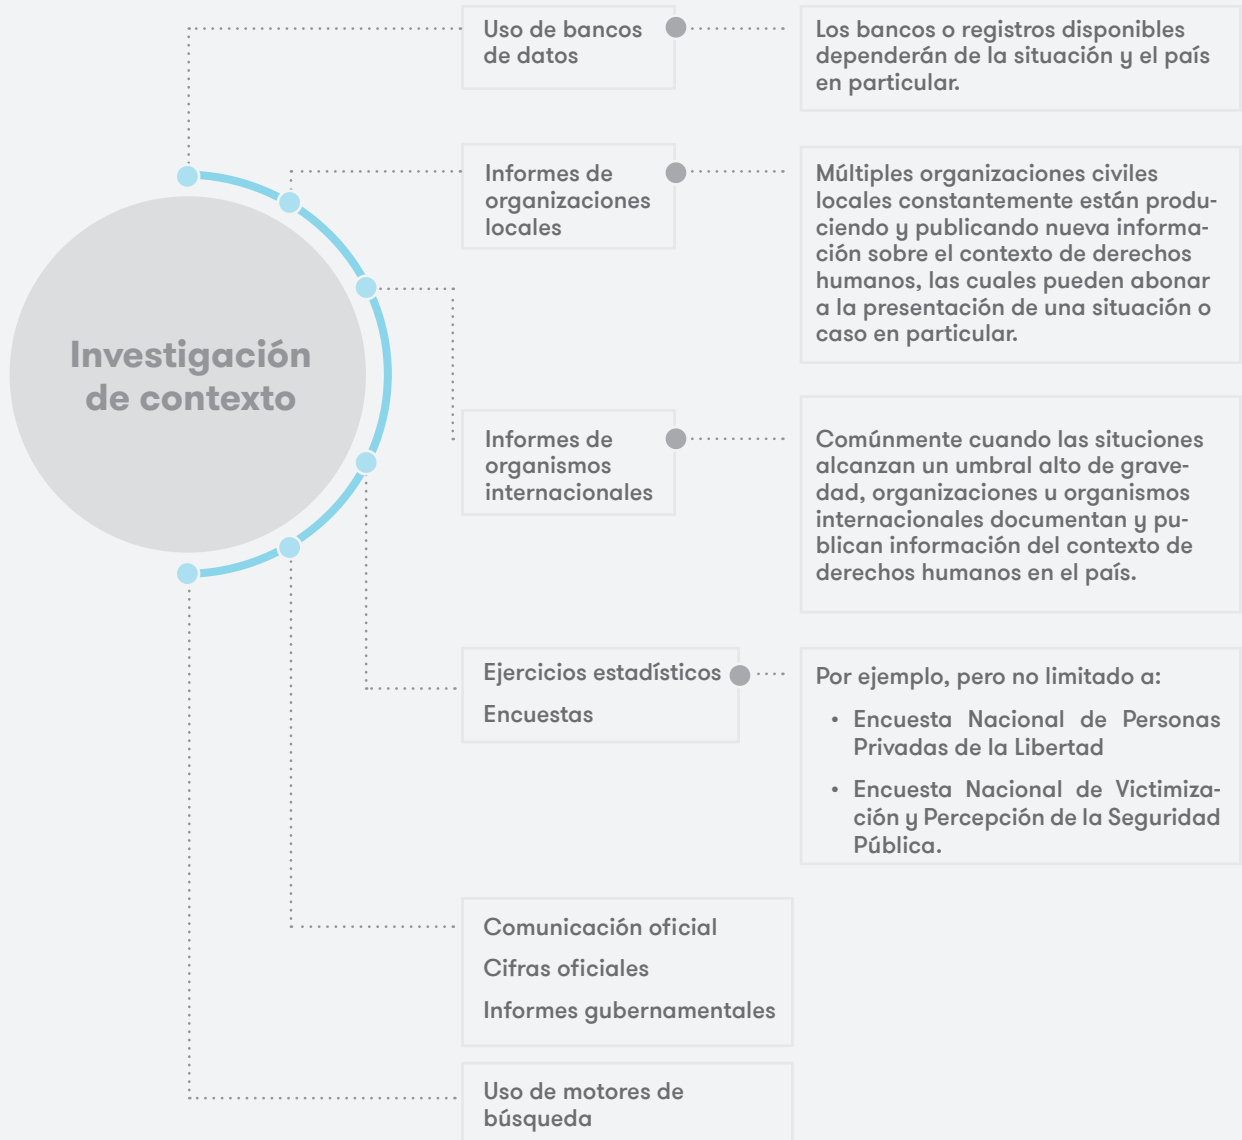 Investigación
de contexto
Uso de bancos
de datos
Los bancos o registros disponibles
dependerán de la situación y el país
en particular.
Informes de
organizaciones
locales
Múltiples organizaciones civiles
locales constantemente están produ-
ciendo y publicando nueva informa-
ción sobre el contexto de derechos
humanos, las cuales pueden abonar
a la presentación de una situación o
caso en particular.
Informes de
organismos
internacionales
Comúnmente cuando las situciones
alcanzan un umbral alto de grave-
dad, organizaciones u organismos
internacionales documentan y pu-
blican información del contexto de
derechos humanos en el país.
Ejercicios estadísticos
Encuestas
Por ejemplo, pero no limitado a:
• Encuesta Nacional de Personas
Privadas de la Libertad
• Encuesta Nacional de Victimiza-
ción y Percepción de la Seguridad
Pública.
Comunicación oficial
Cifras oficiales
Informes gubernamentales
Uso de motores de
búsqueda